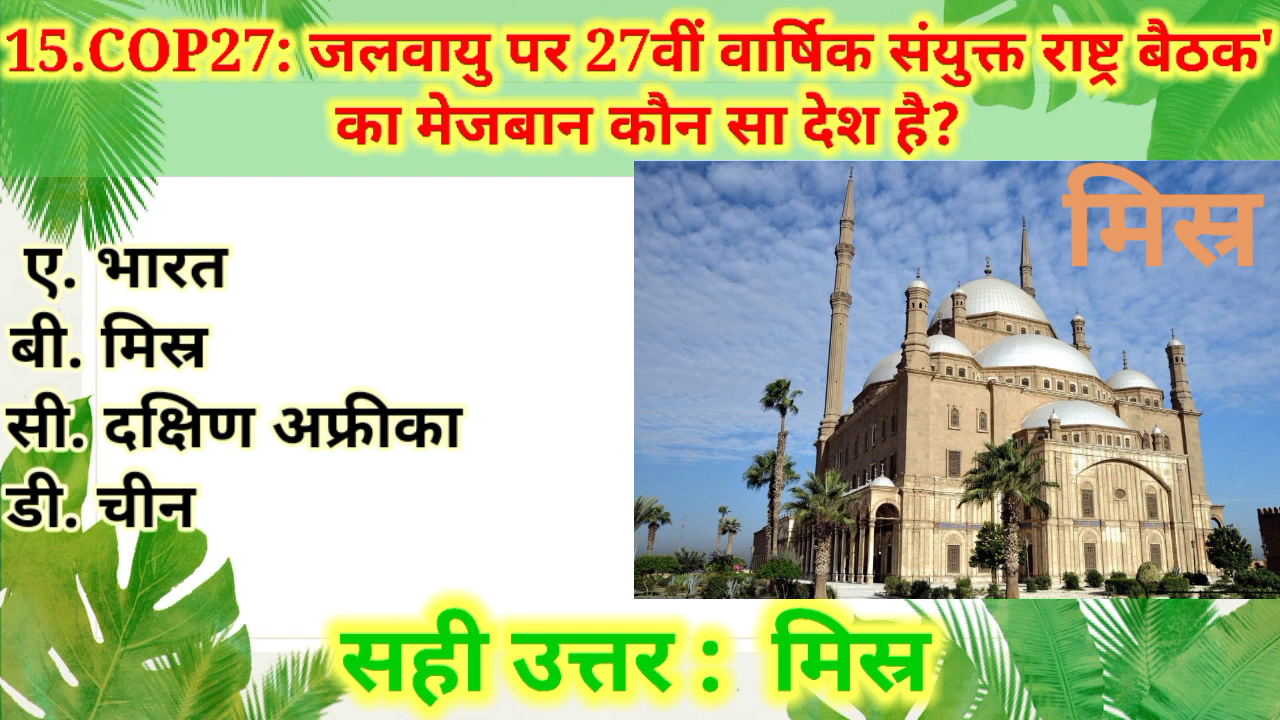 15.COP27: जलवायु पर 27वीं वार्षिक संयुक्त राष्ट्र बैठक'
का मेजबान कौन सा देश है?
मिस्र
ए. भारत
बी. मिस्र
सी. दक्षिण अफ्रीका
डी. चीन
सही उत्तर : मिस्र